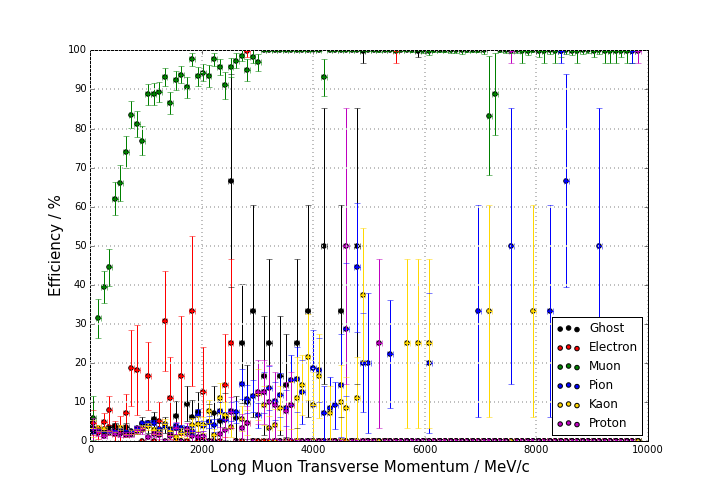 100
90
80
70
60
50
40
30
20
10
0
Efficiency / %
0 2000 4000 6000 8000 10000
Long Muon Transverse Momentum / MeV/c
Ghost
Electron
Muon
Pion
Kaon
Proton